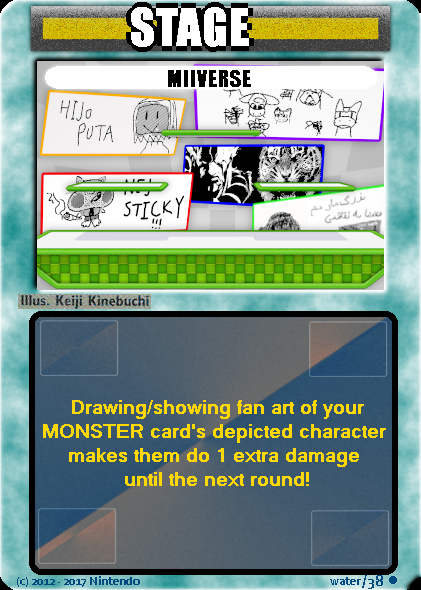 STAGE
MIIVERSE
HIJO
PUTA
STICKY
!!!
Illus. Keiji Kinebuchi
Drawing/showing fan art of your
MONSTER card's depicted character
makes them do 1 extra damage
until the next round!
(c) 2012 - 2017 Nintendo
water/38